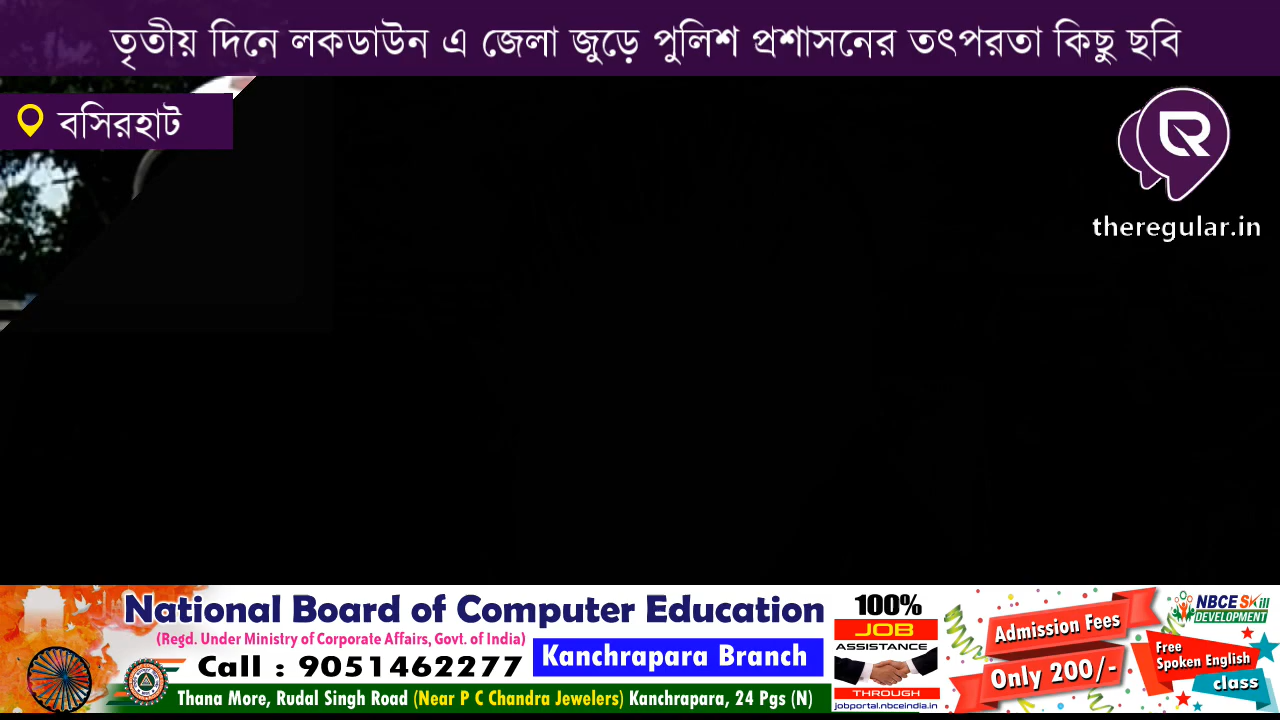 তৃতীয় দিনে লকডাউন এ জেলা জুড়ে পুলিশ প্রশাসনের তৎপরতা কিছু ছবি
বসিরহাট
theregular.in
National Board of Computer Education
(Regd. Under Ministry of Corporate Affairs, Govt. of India)
Call : 9051462277
Kanchrapara Branch
Thana More, Rudal Singh Road (Near P C Chandra Jewelers) Kanchrapara, 24 Pgs (N)
100%
JOB
ASSISTANCE
THROUGH
jobportal.nbceindia.in
Admission Fees
Only 200/-
NBCE SKill
DEVELOPMENT
Free
Spoken English
class